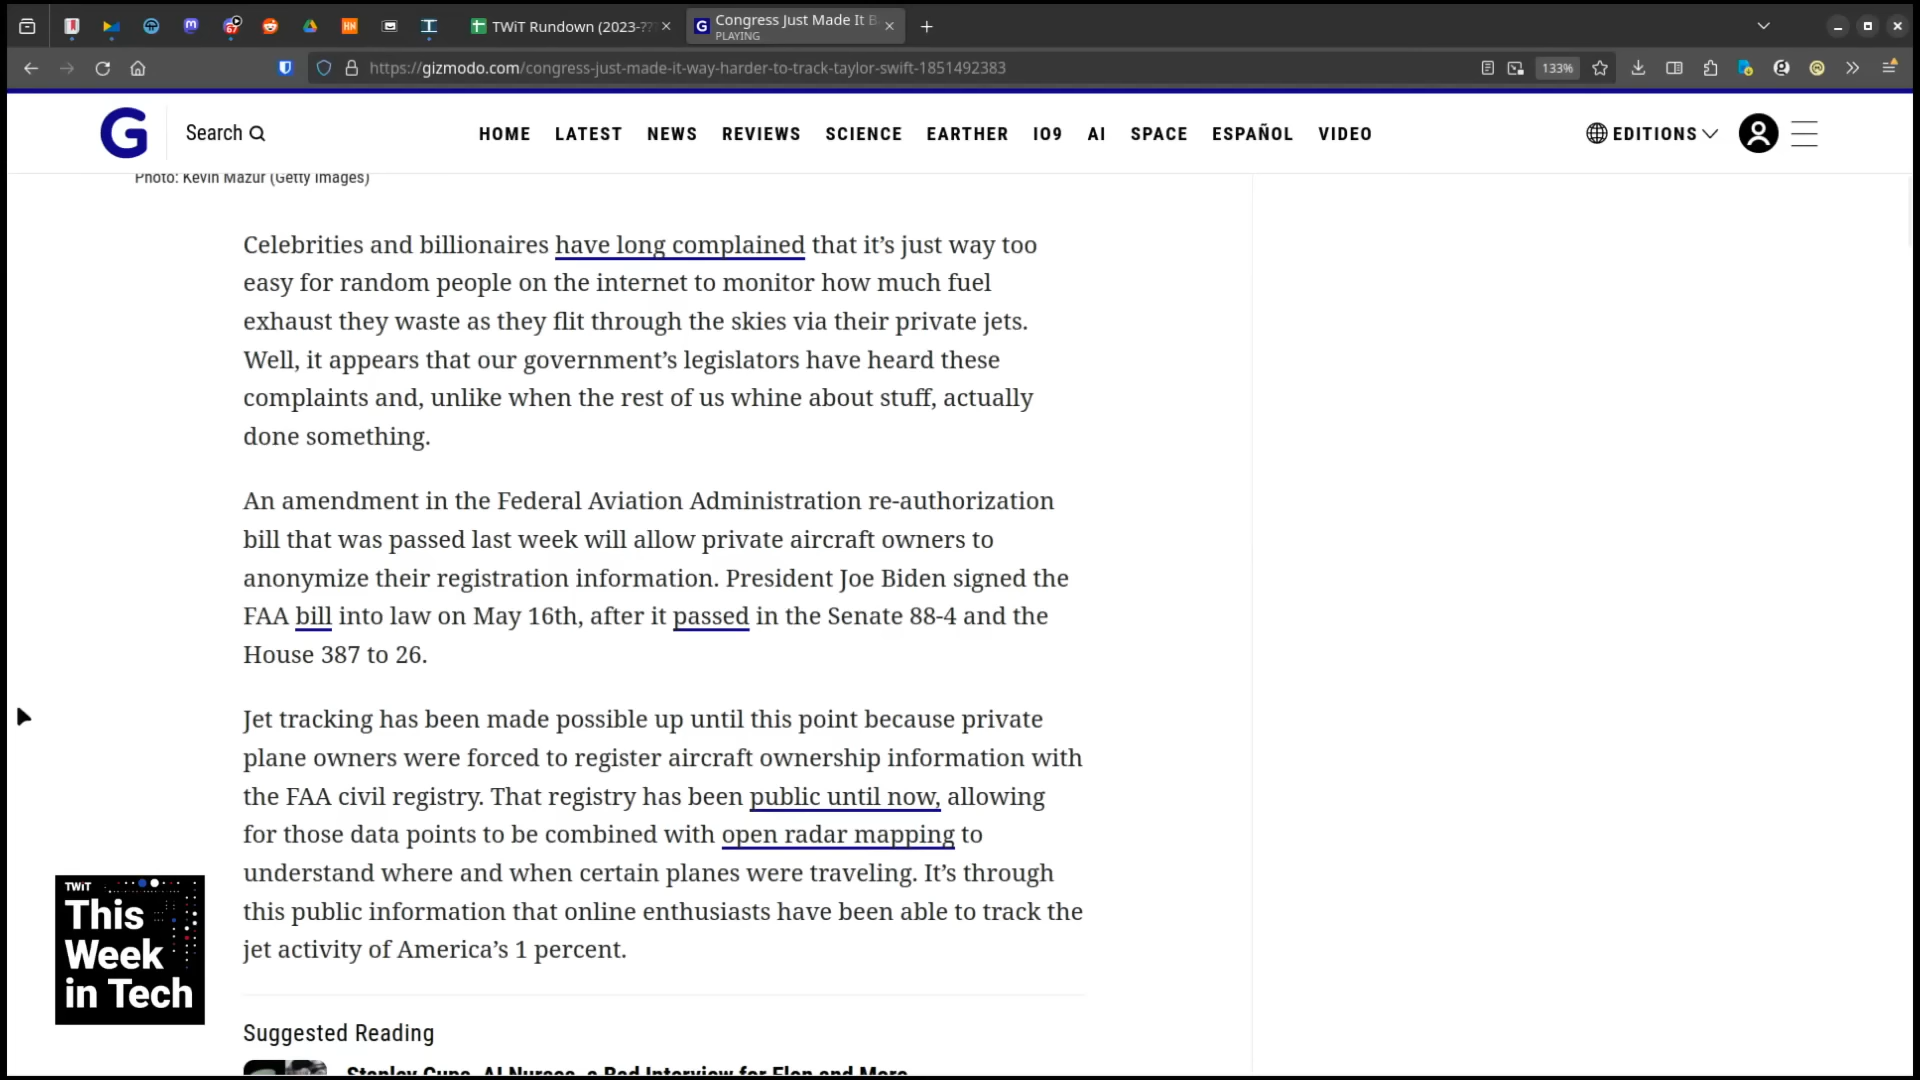 67
HN
TWiT Rundown (2023-??
Congress Just Made It B
PLAYING
https://gizmodo.com/congress-just-made-it-way-harder-to-track-taylor-swift-1851492383
133%
G
Search
HOME LATEST NEWS REVIEWS SCIENCE EARTHER IO9 AI SPACE ESPAÑOL VIDEO
EDITIONS
Photo: Kevin Mazur (Getty Images)
Celebrities and billionaires have long complained that it’s just way too
easy for random people on the internet to monitor how much fuel
exhaust they waste as they flit through the skies via their private jets.
Well, it appears that our government’s legislators have heard these
complaints and, unlike when the rest of us whine about stuff, actually
done something.
An amendment in the Federal Aviation Administration re-authorization
bill that was passed last week will allow private aircraft owners to
anonymize their registration information. President Joe Biden signed the
FAA bill into law on May 16th, after it passed in the Senate 88-4 and the
House 387 to 26.
Jet tracking has been made possible up until this point because private
plane owners were forced to register aircraft ownership information with
the FAA civil registry. That registry has been public until now, allowing
for those data points to be combined with open radar mapping to
understand where and when certain planes were traveling. It’s through
this public information that online enthusiasts have been able to track the
jet activity of America’s 1 percent.
TWiT
This
Week
in Tech
Suggested Reading
Stanley Cups, AI Nurses, a Bad Interview for Elon and More